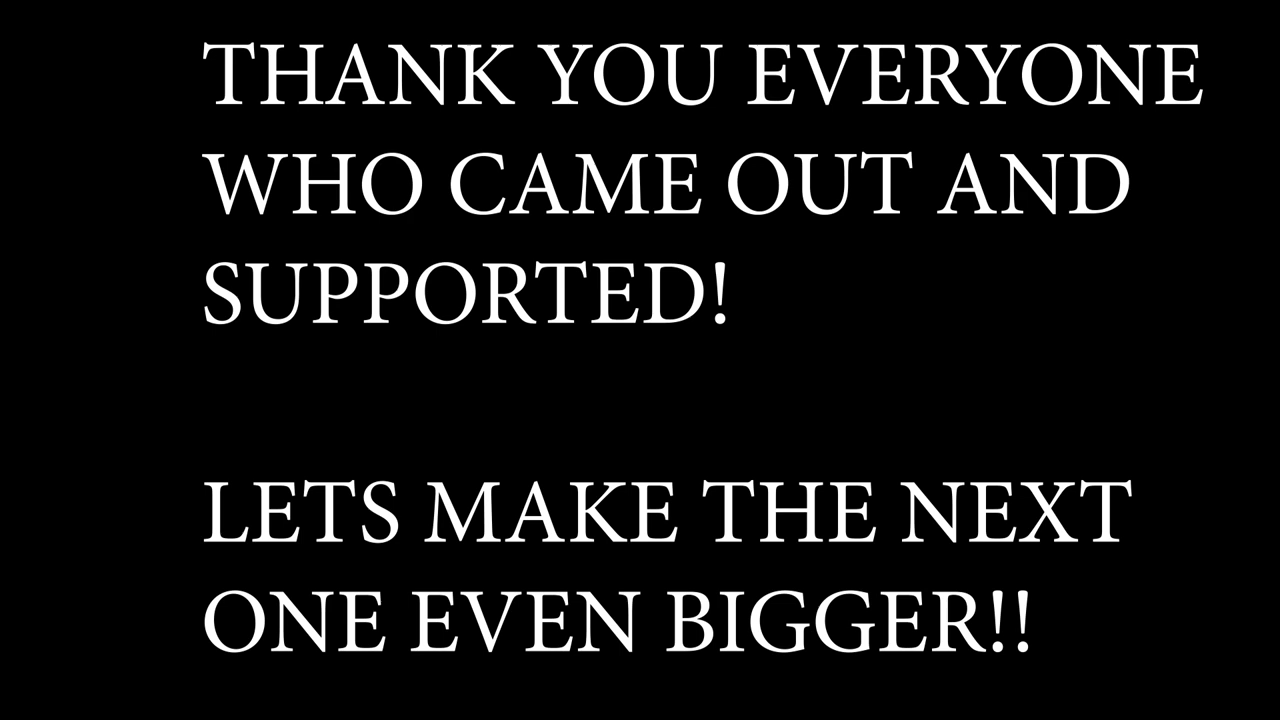 THANK YOU EVERYONE
WHO CAME OUT AND
SUPPORTED!
LETS MAKE THE NEXT
ONE EVEN BIGGER!!